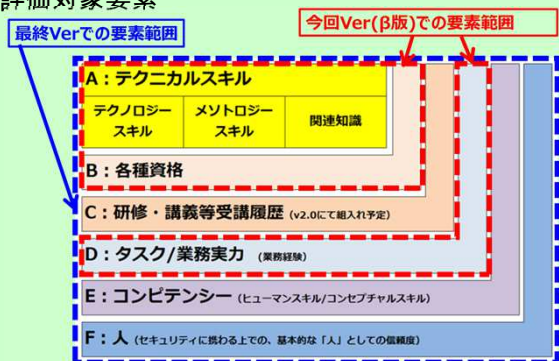 評価対象要素
最終Verでの要素範囲
今回Ver(β版)での要素範囲
A：テクニカルスキル
テクノロジー
スキル
メソトロジー
スキル
関連知識
B：各種資格
C：研修・講義等受講履歴 (v2.0にて組入れ予定)
D：タスク/業務実力 (業務経験)
E：コンピテンシー (ヒューマンスキル/コンセプチャルスキル)
F：人 (セキュリティに携わる上での、基本的な「人」としての信頼度)